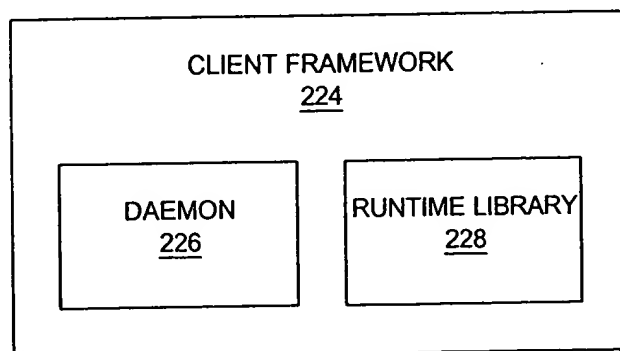 CLIENT FRAMEWORK
224
DAEMON
226
RUNTIME LIBRARY
228